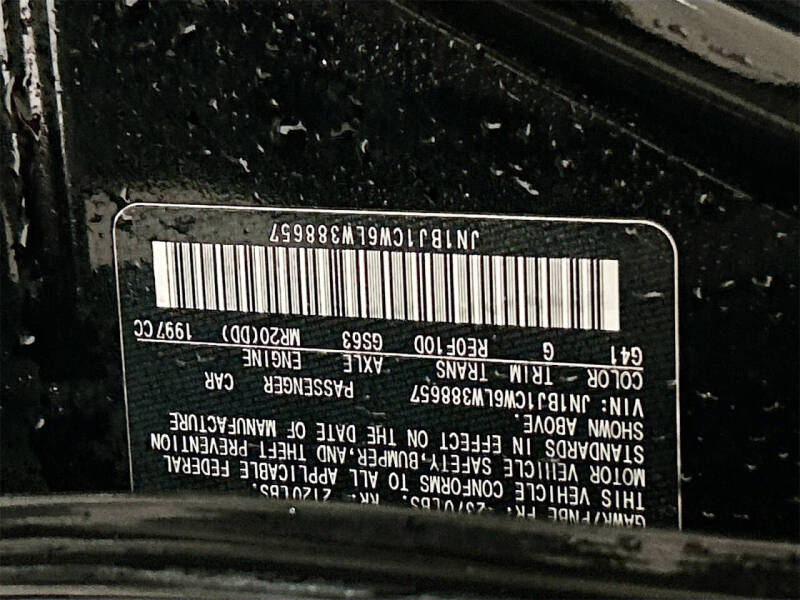 GAWR/PNBE FR: 2370LBS. RR: 2120LBS.
THIS VEHICLE CONFORMS TO ALL APPLICABLE FEDERAL
MOTOR VEHICLE SAFETY,BUMPER,AND THEFT PREVENTION
STANDARDS IN EFFECT ON THE DATE OF MANUFACTURE
SHOWN ABOVE.
VIN: JN1BJ1CW6LW388657 PASSENGER CAR
COLOR TRIM TRANS AXLE ENGINE
G41 G RE0F10D GS63 MR20(DD) 1997CC
JN1BJ1CW6LW388657